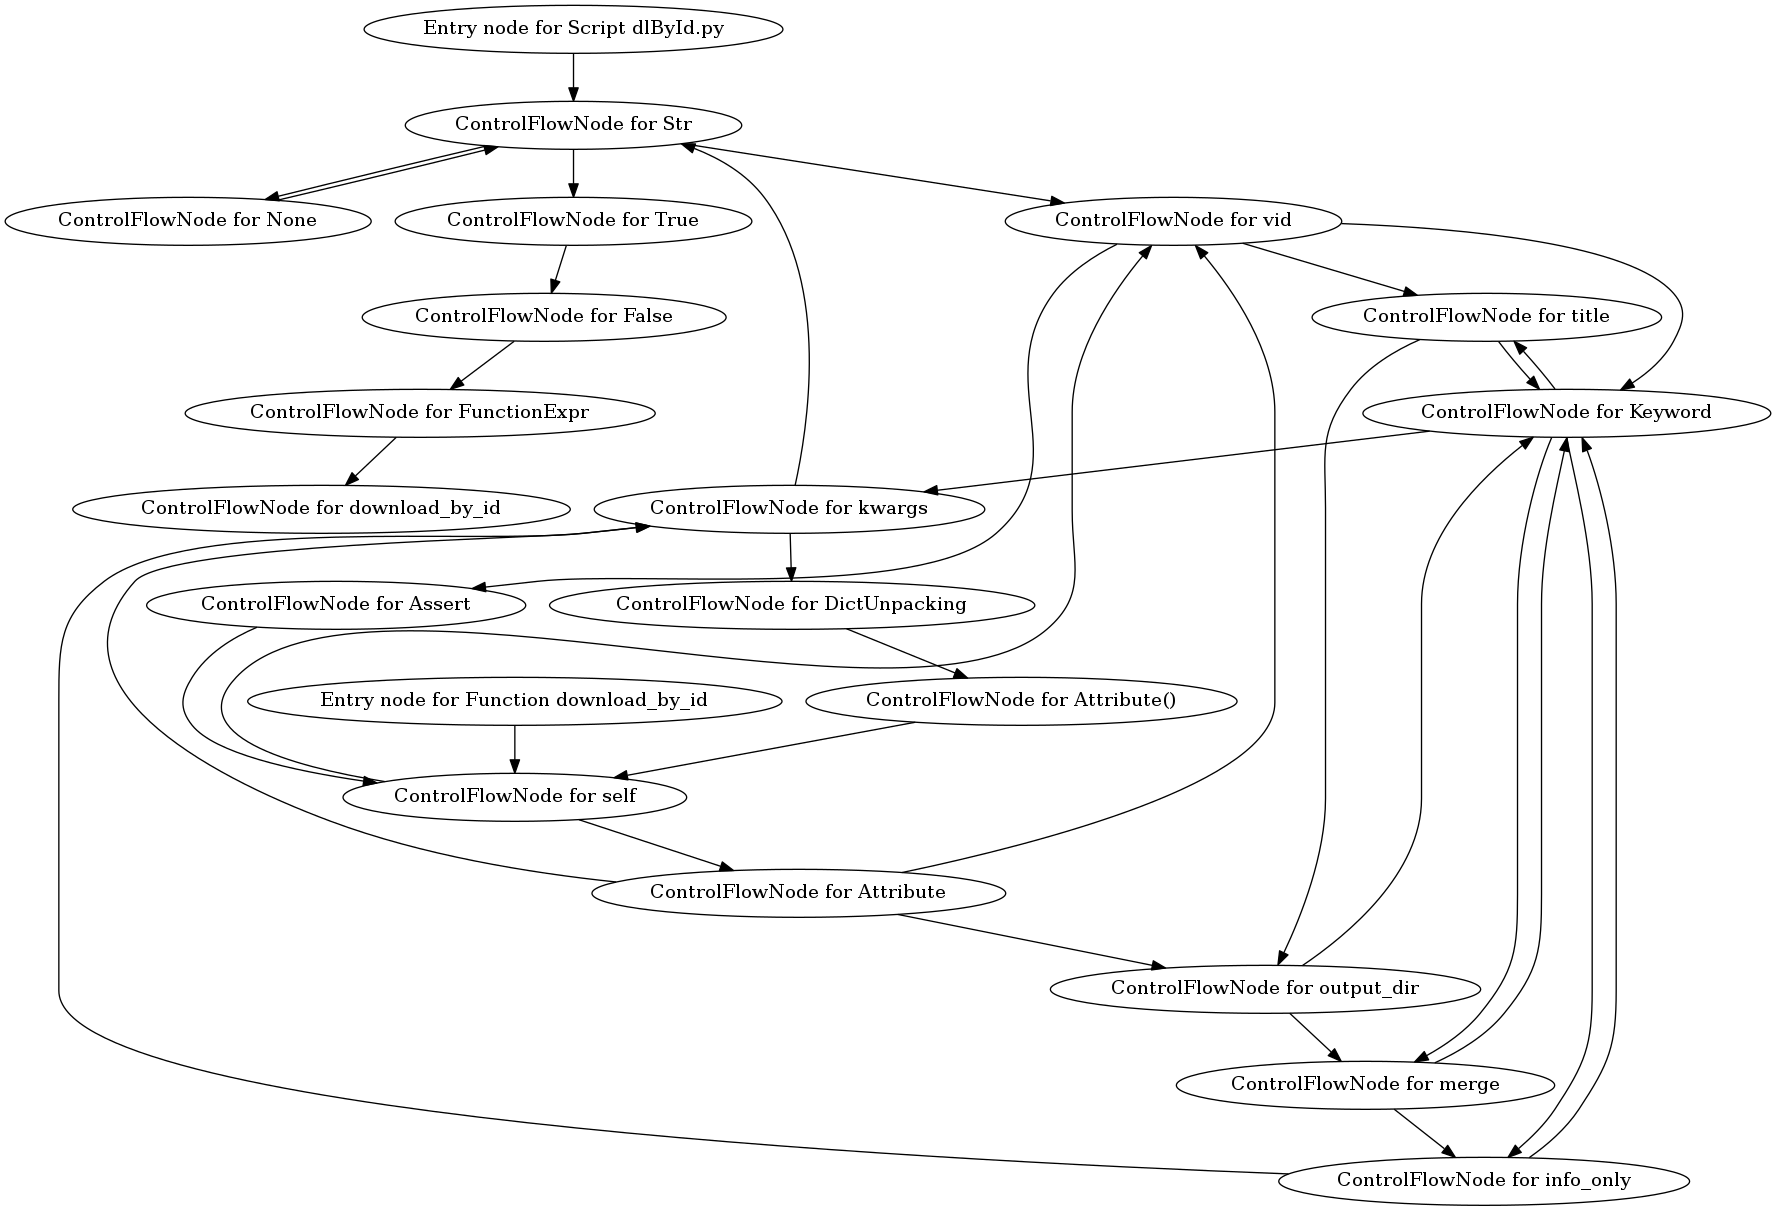 Entry node for Script dlById.py
ControlFlowNode for Str
ControlFlowNode for None
ControlFlowNode for True
ControlFlowNode for vid
ControlFlowNode for False
ControlFlowNode for title
ControlFlowNode for FunctionExpr
ControlFlowNode for Keyword
ControlFlowNode for download_by_id
ControlFlowNode for kwargs
ControlFlowNode for Assert
ControlFlowNode for DictUnpacking
Entry node for Function download_by_id
ControlFlowNode for Attribute()
ControlFlowNode for self
ControlFlowNode for Attribute
ControlFlowNode for output_dir
ControlFlowNode for merge
ControlFlowNode for info_only